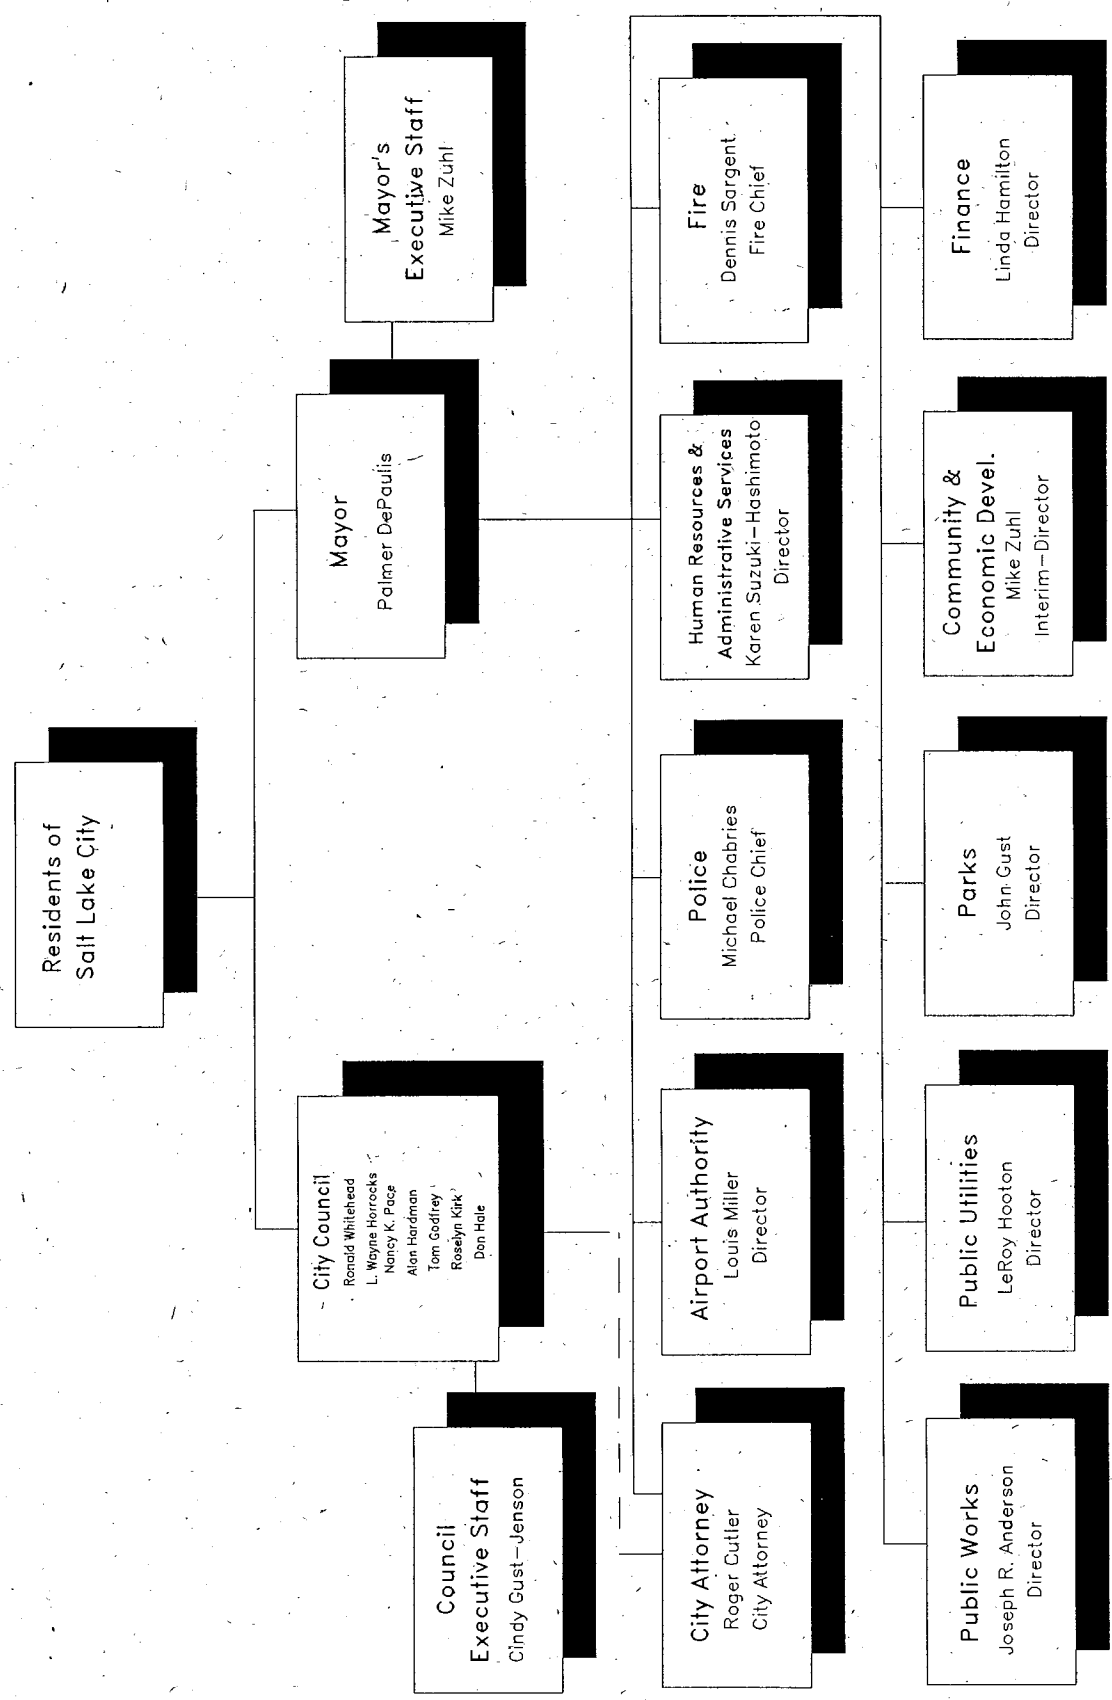 Residents of
Salt Lake City
City Council
Ronald Whitehead
L. Wayne Horrocks
Nancy K. Pace
Alan Hardman
Tom Godfrey
Roselyn Kirk
Don Hale
Mayor
Palmer DePaulis
Mayor's
Executive Staff
Mike Zuhl
Council
Executive Staff
Cindy Gust-Jenson
City Attorney
Roger Cutler
City Attorney
Airport Authority
Louis Miller
Director
Police
Michael Chabries
Police Chief
Human Resources &
Administrative Services
Karen Suzuki-Hashimoto
Director
Fire
Dennis Sargent
Fire Chief
Public Works
Joseph R. Anderson
Director
Public Utilities
LeRoy Hooton
Director
Parks
John Gust
Director
Community &
Economic Devel.
Mike Zuhl
Interim-Director
Finance
Linda Hamilton
Director